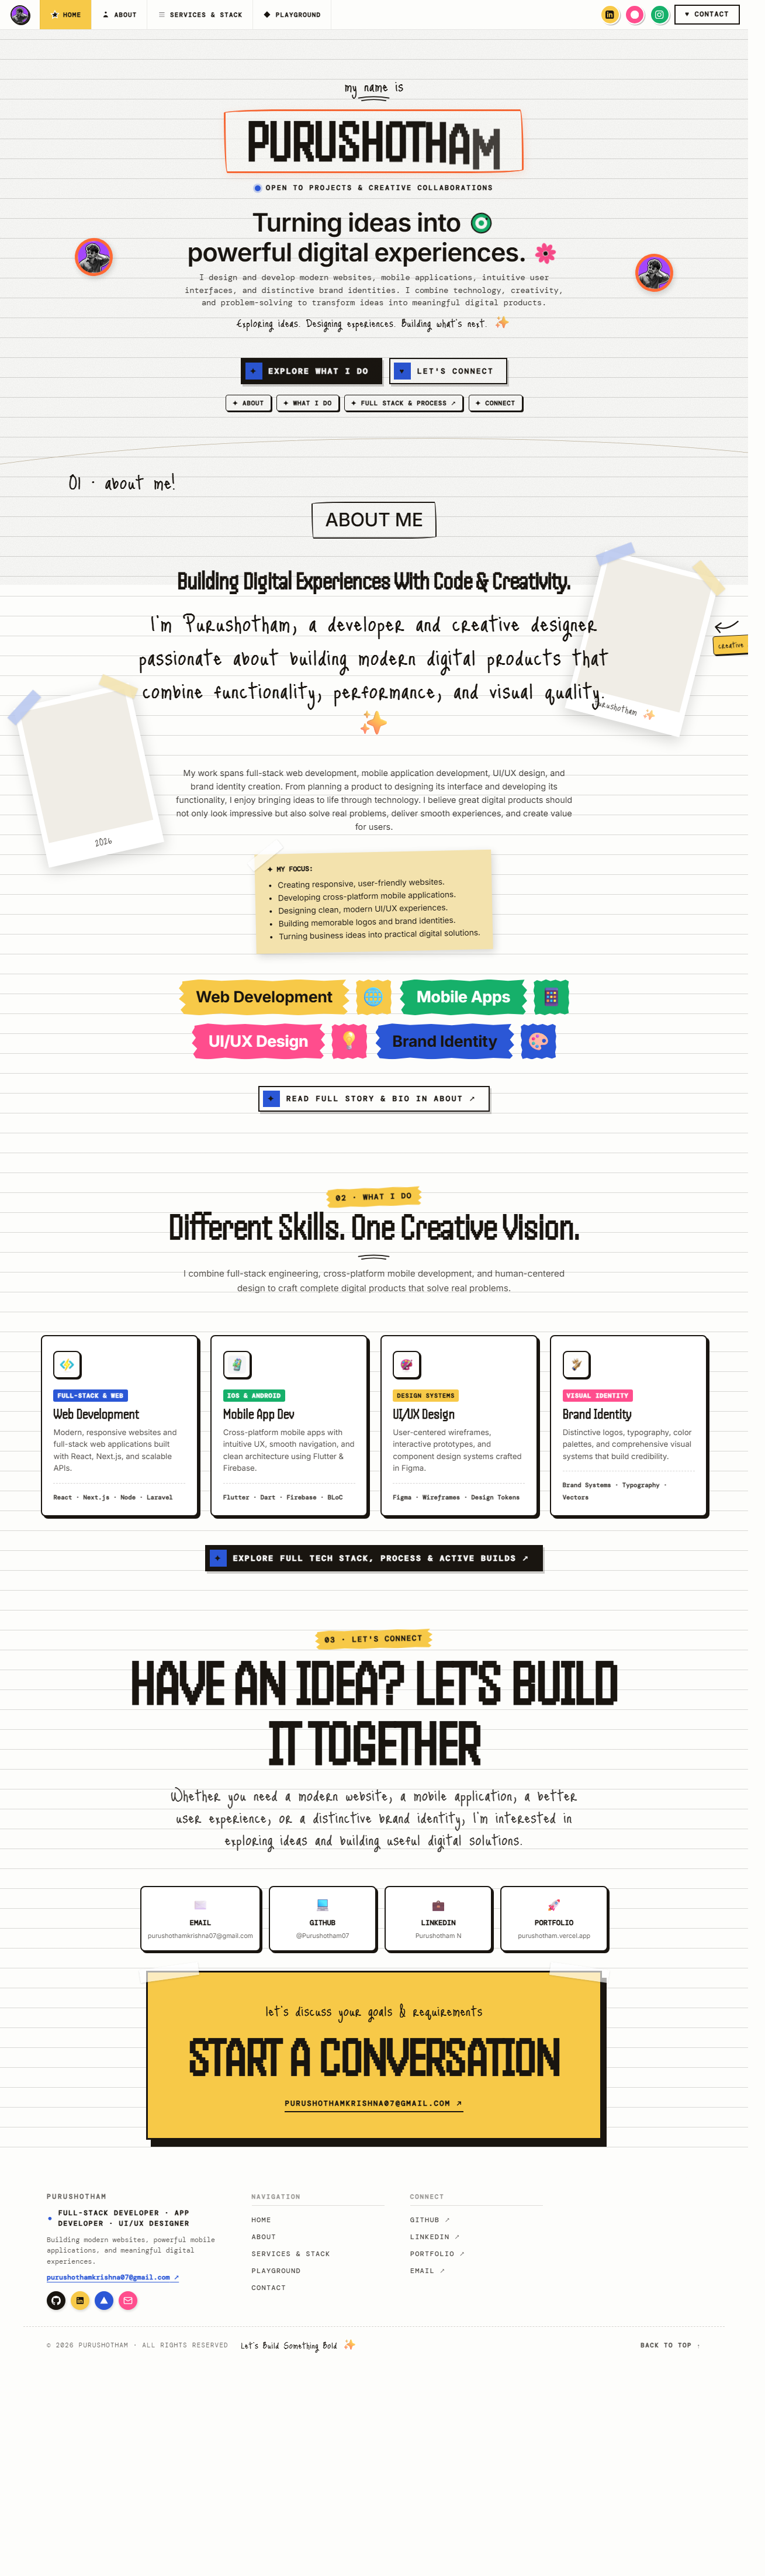 HOME
ABOUT
SERVICES & STACK
PLAYGROUND
CONTACT
my name is
PURUSHOTHAM
OPEN TO PROJECTS & CREATIVE COLLABORATIONS
Turning ideas into
powerful digital experiences.
I design and develop modern websites, mobile applications, intuitive user
interfaces, and distinctive brand identities. I combine technology, creativity,
and problem-solving to transform ideas into meaningful digital products.
Exploring ideas. Designing experiences. Building what's next. ✨
EXPLORE WHAT I DO
LET'S CONNECT
✦ ABOUT
✦ WHAT I DO
✦ FULL STACK & PROCESS ↗
✦ CONNECT
01 · about me!
ABOUT ME
Building Digital Experiences With Code & Creativity.
I'm Purushotham, a developer and creative designer
passionate about building modern digital products that
combine functionality, performance, and visual quality.
✨
creative
Purushotham ✨
2026
My work spans full-stack web development, mobile application development, UI/UX design, and
brand identity creation. From planning a product to designing its interface and developing its
functionality, I enjoy bringing ideas to life through technology. I believe great digital products should
not only look impressive but also solve real problems, deliver smooth experiences, and create value
for users.
✦ MY FOCUS:
• Creating responsive, user-friendly websites.
• Developing cross-platform mobile applications.
• Designing clean, modern UI/UX experiences.
• Building memorable logos and brand identities.
• Turning business ideas into practical digital solutions.
Web Development
Mobile Apps
UI/UX Design
Brand Identity
READ FULL STORY & BIO IN ABOUT ↗
02 · WHAT I DO
Different Skills. One Creative Vision.
I combine full-stack engineering, cross-platform mobile development, and human-centered
design to craft complete digital products that solve real problems.
FULL-STACK & WEB
Web Development
Modern, responsive websites and
full-stack web applications built
with React, Next.js, and scalable
APIs.
React · Next.js · Node · Laravel
IOS & ANDROID
Mobile App Dev
Cross-platform mobile apps with
intuitive UX, smooth navigation, and
clean architecture using Flutter &
Firebase.
Flutter · Dart · Firebase · BLoC
DESIGN SYSTEMS
UI/UX Design
User-centered wireframes,
interactive prototypes, and
component design systems crafted
in Figma.
Figma · Wireframes · Design Tokens
VISUAL IDENTITY
Brand Identity
Distinctive logos, typography, color
palettes, and comprehensive visual
systems that build credibility.
Brand Systems · Typography ·
Vectors
EXPLORE FULL TECH STACK, PROCESS & ACTIVE BUILDS ↗
03 · LET'S CONNECT
HAVE AN IDEA? LET'S BUILD
IT TOGETHER
Whether you need a modern website, a mobile application, a better
user experience, or a distinctive brand identity, I'm interested in
exploring ideas and building useful digital solutions.
EMAIL
purushothamkrishna07@gmail.com
GITHUB
@Purushotham07
LINKEDIN
Purushotham N
PORTFOLIO
purushotham.vercel.app
let's discuss your goals & requirements
START A CONVERSATION
PURUSHOTHAMKRISHNA07@GMAIL.COM ↗
PURUSHOTHAM
FULL-STACK DEVELOPER · APP
DEVELOPER · UI/UX DESIGNER
Building modern websites, powerful mobile
applications, and meaningful digital
experiences.
purushothamkrishna07@gmail.com ↗
NAVIGATION
HOME
ABOUT
SERVICES & STACK
PLAYGROUND
CONTACT
CONNECT
GITHUB ↗
LINKEDIN ↗
PORTFOLIO ↗
EMAIL ↗
© 2026 PURUSHOTHAM · ALL RIGHTS RESERVED
Let's Build Something Bold ✨
BACK TO TOP ↑